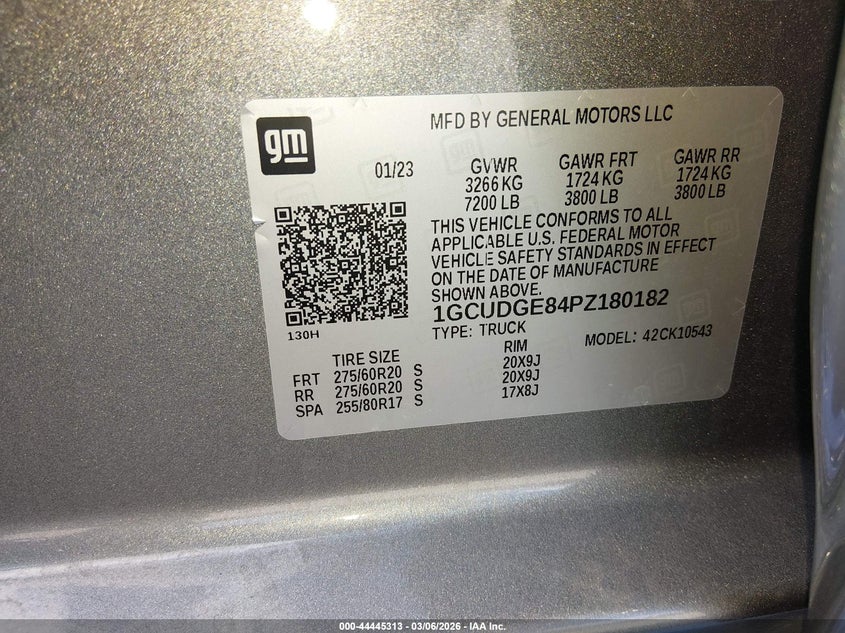 gm
MFD BY GENERAL MOTORS LLC
01/23
GVWR GAWR FRT GAWR RR
3266 KG 1724 KG 1724 KG
7200 LB 3800 LB 3800 LB
THIS VEHICLE CONFORMS TO ALL
APPLICABLE U.S. FEDERAL MOTOR
VEHICLE SAFETY STANDARDS IN EFFECT
ON THE DATE OF MANUFACTURE
SHOWN ABOVE.
1GCUDGE84PZ180182
TYPE: TRUCK MODEL: 42CK10543
130H
TIRE SIZE RIM
FRT 275/60R20 S 20X9J
RR 275/60R20 S 20X9J
SPA 255/80R17 S 17X8J
000-44445313 - 03/06/2026 - IAA Inc.